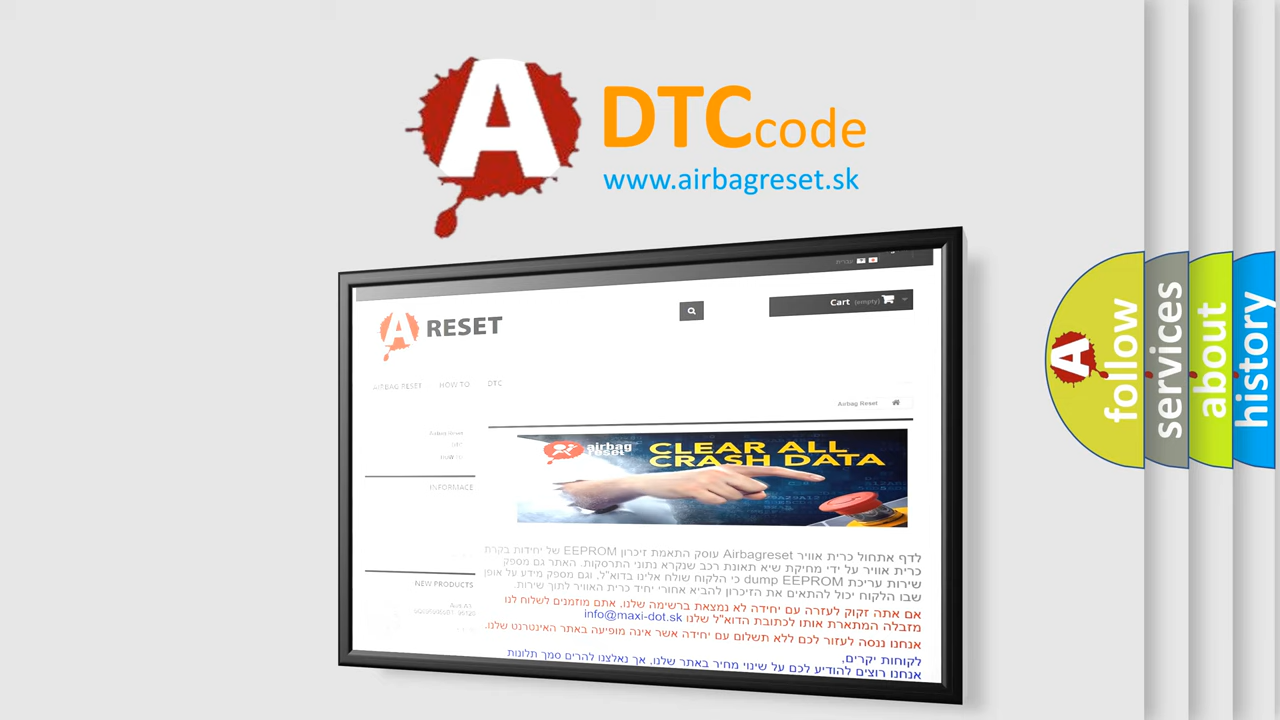 A
DTCcode
www.airbagreset.sk
A RESET
Cart (empty)
AIRBAG RESET HOW TO DTC
Airbag Reset
Airbag Reset
INFORMACE
NEW PRODUCTS
airbag
reset
CLEAR ALL
CRASH DATA
לדף אתחול כרית אוויר Airbagreset עוסק התאמת זיכרון EEPROM של יחידות בקרת
כרית אוויר על ידי מחיקת שיא תאונת רכב שנקרא נתוני התרסקות. האתר גם מספק
שירות עריכת EEPROM dump כי הלקוח שולח אלינו בדוא"ל, וגם מספק מידע על אופן
שבו הלקוח יכול להתאים את הזיכרון להביא אחורי יחיד כרית האוויר לתוך שירות.
אם אתה זקוק לעזרה עם יחידה לא נמצאת ברשימה שלנו, אתם מוזמנים לשלוח לנו
מזבלה המתארת אותו לכתובת הדוא"ל שלנו info@maxi-dot.sk
אנחנו ננסה לעזור לכם ללא תשלום עם יחידה אשר אינה מופיעה באתר האינטרנט שלנו.
לקוחות יקרים,
אנחנו רוצים להודיע לכם על שינוי מחיר באתר שלנו, אך נאלצנו להרים סמך תלונות
A
follow
services
about
history